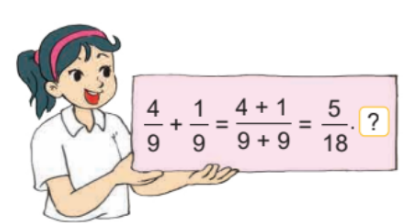 4/9 + 1/9 = (4 + 1)/(9 + 9) = 5/18. ?